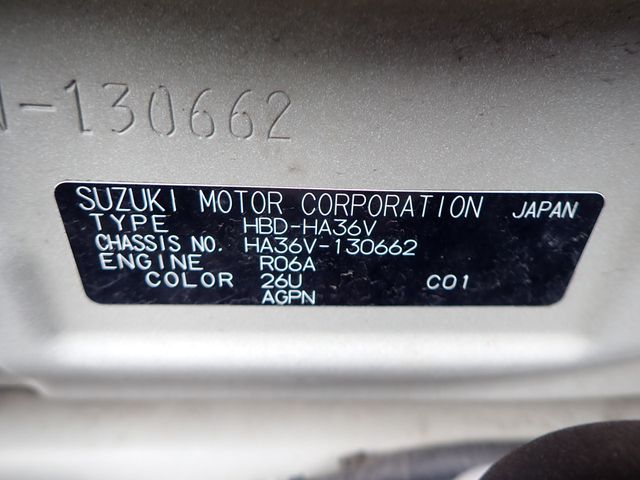 -130662
SUZUKI MOTOR CORPORATION JAPAN
TYPE HBD-HA36V
CHASSIS NO. HA36V-130662
ENGINE R06A
COLOR 26U C01
AGPN